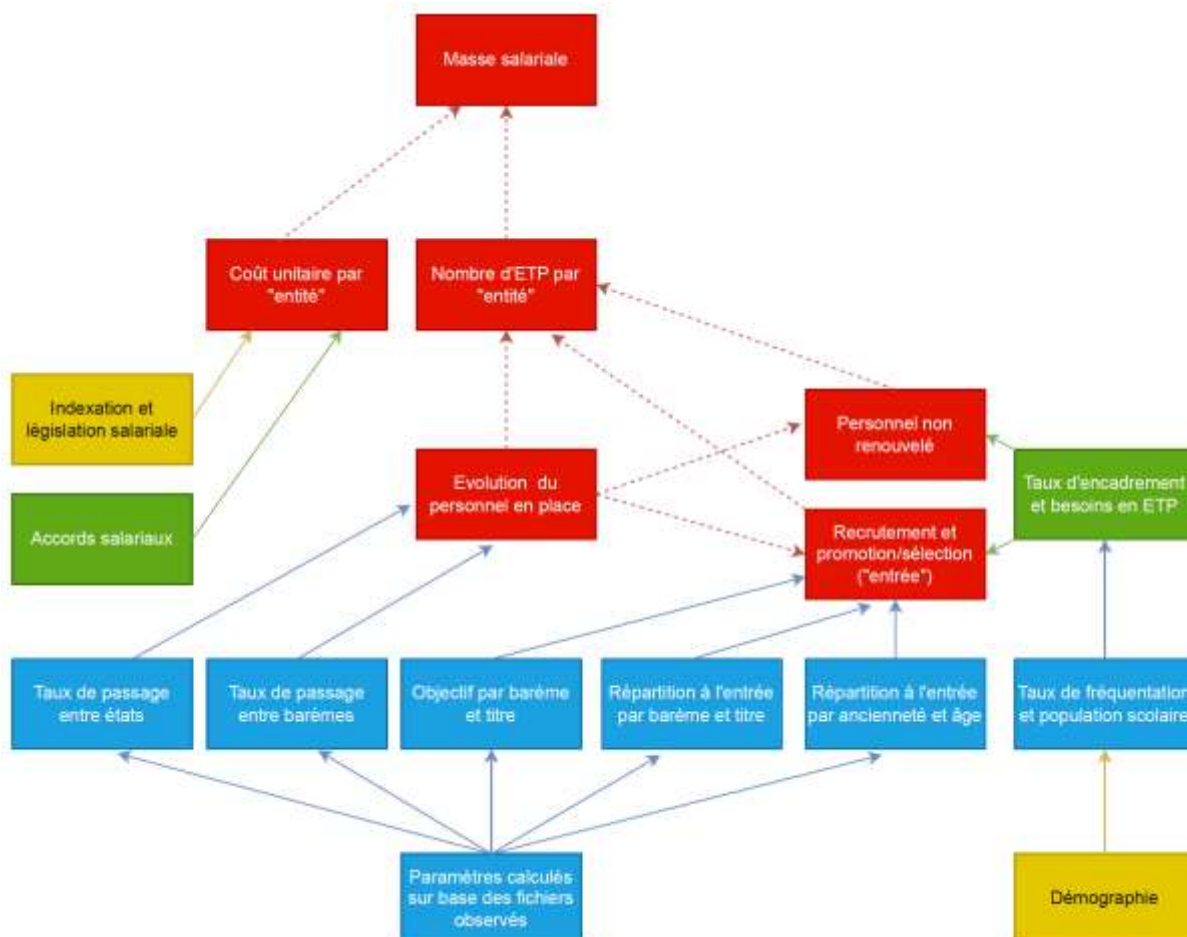 Masse salariale
Coût unitaire par
"entité"
Nombre d'ETP par
"entité"
Indexation et
législation salariale
Personnel non
renouvelé
Evolution du
personnel en place
Taux d'encadrement
et besoins en ETP
Accords salariaux
Recrutement et
promotion/sélection
("entrée")
Taux de passage
entre états
Taux de passage
entre barèmes
Objectif par barème
et titre
Répartition à l'entrée
par barème et titre
Répartition à l'entrée
par ancienneté et âge
Taux de fréquentation
et population scolaire
Paramètres calculés
sur base des fichiers
observés
Démographie